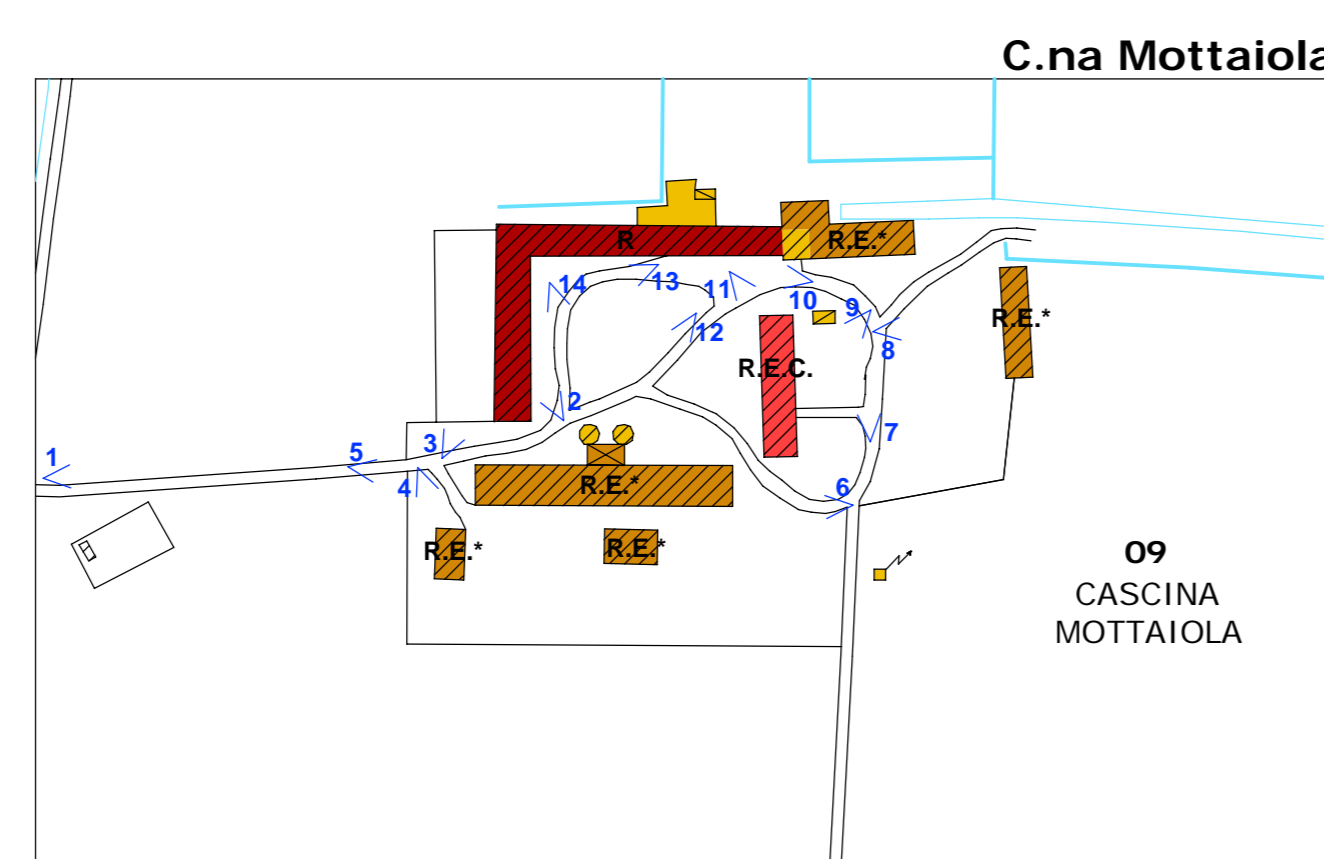 C.na Mottaiola
R
R.E.*
14
13
11
10
9
R.E.*
12
8
R.E.C.
2
3
7
1
5
4
R.E.*
6
R.E.*
R.E.*
09
CASCINA
MOTTAIOLA